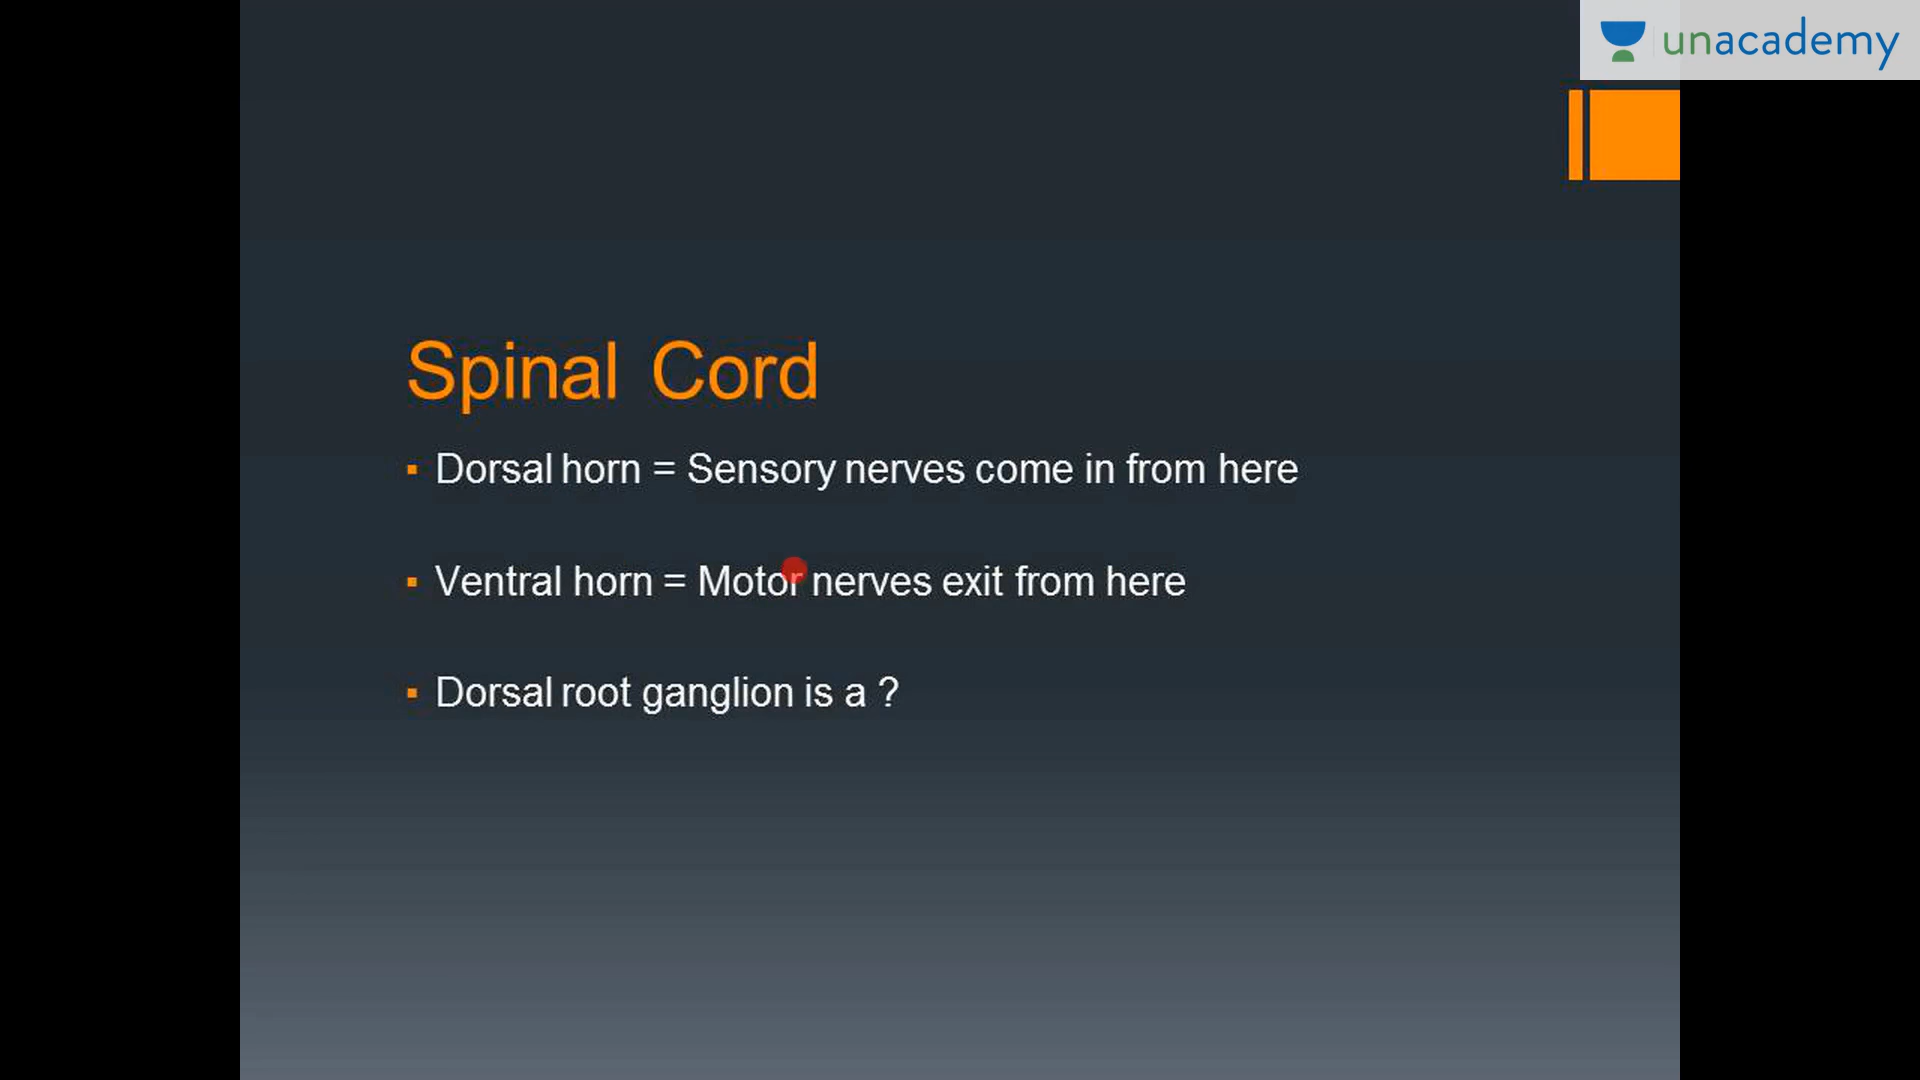 unacademy
Spinal Cord
▪ Dorsal horn = Sensory nerves come in from here
▪ Ventral horn = Motor nerves exit from here
▪ Dorsal root ganglion is a ?